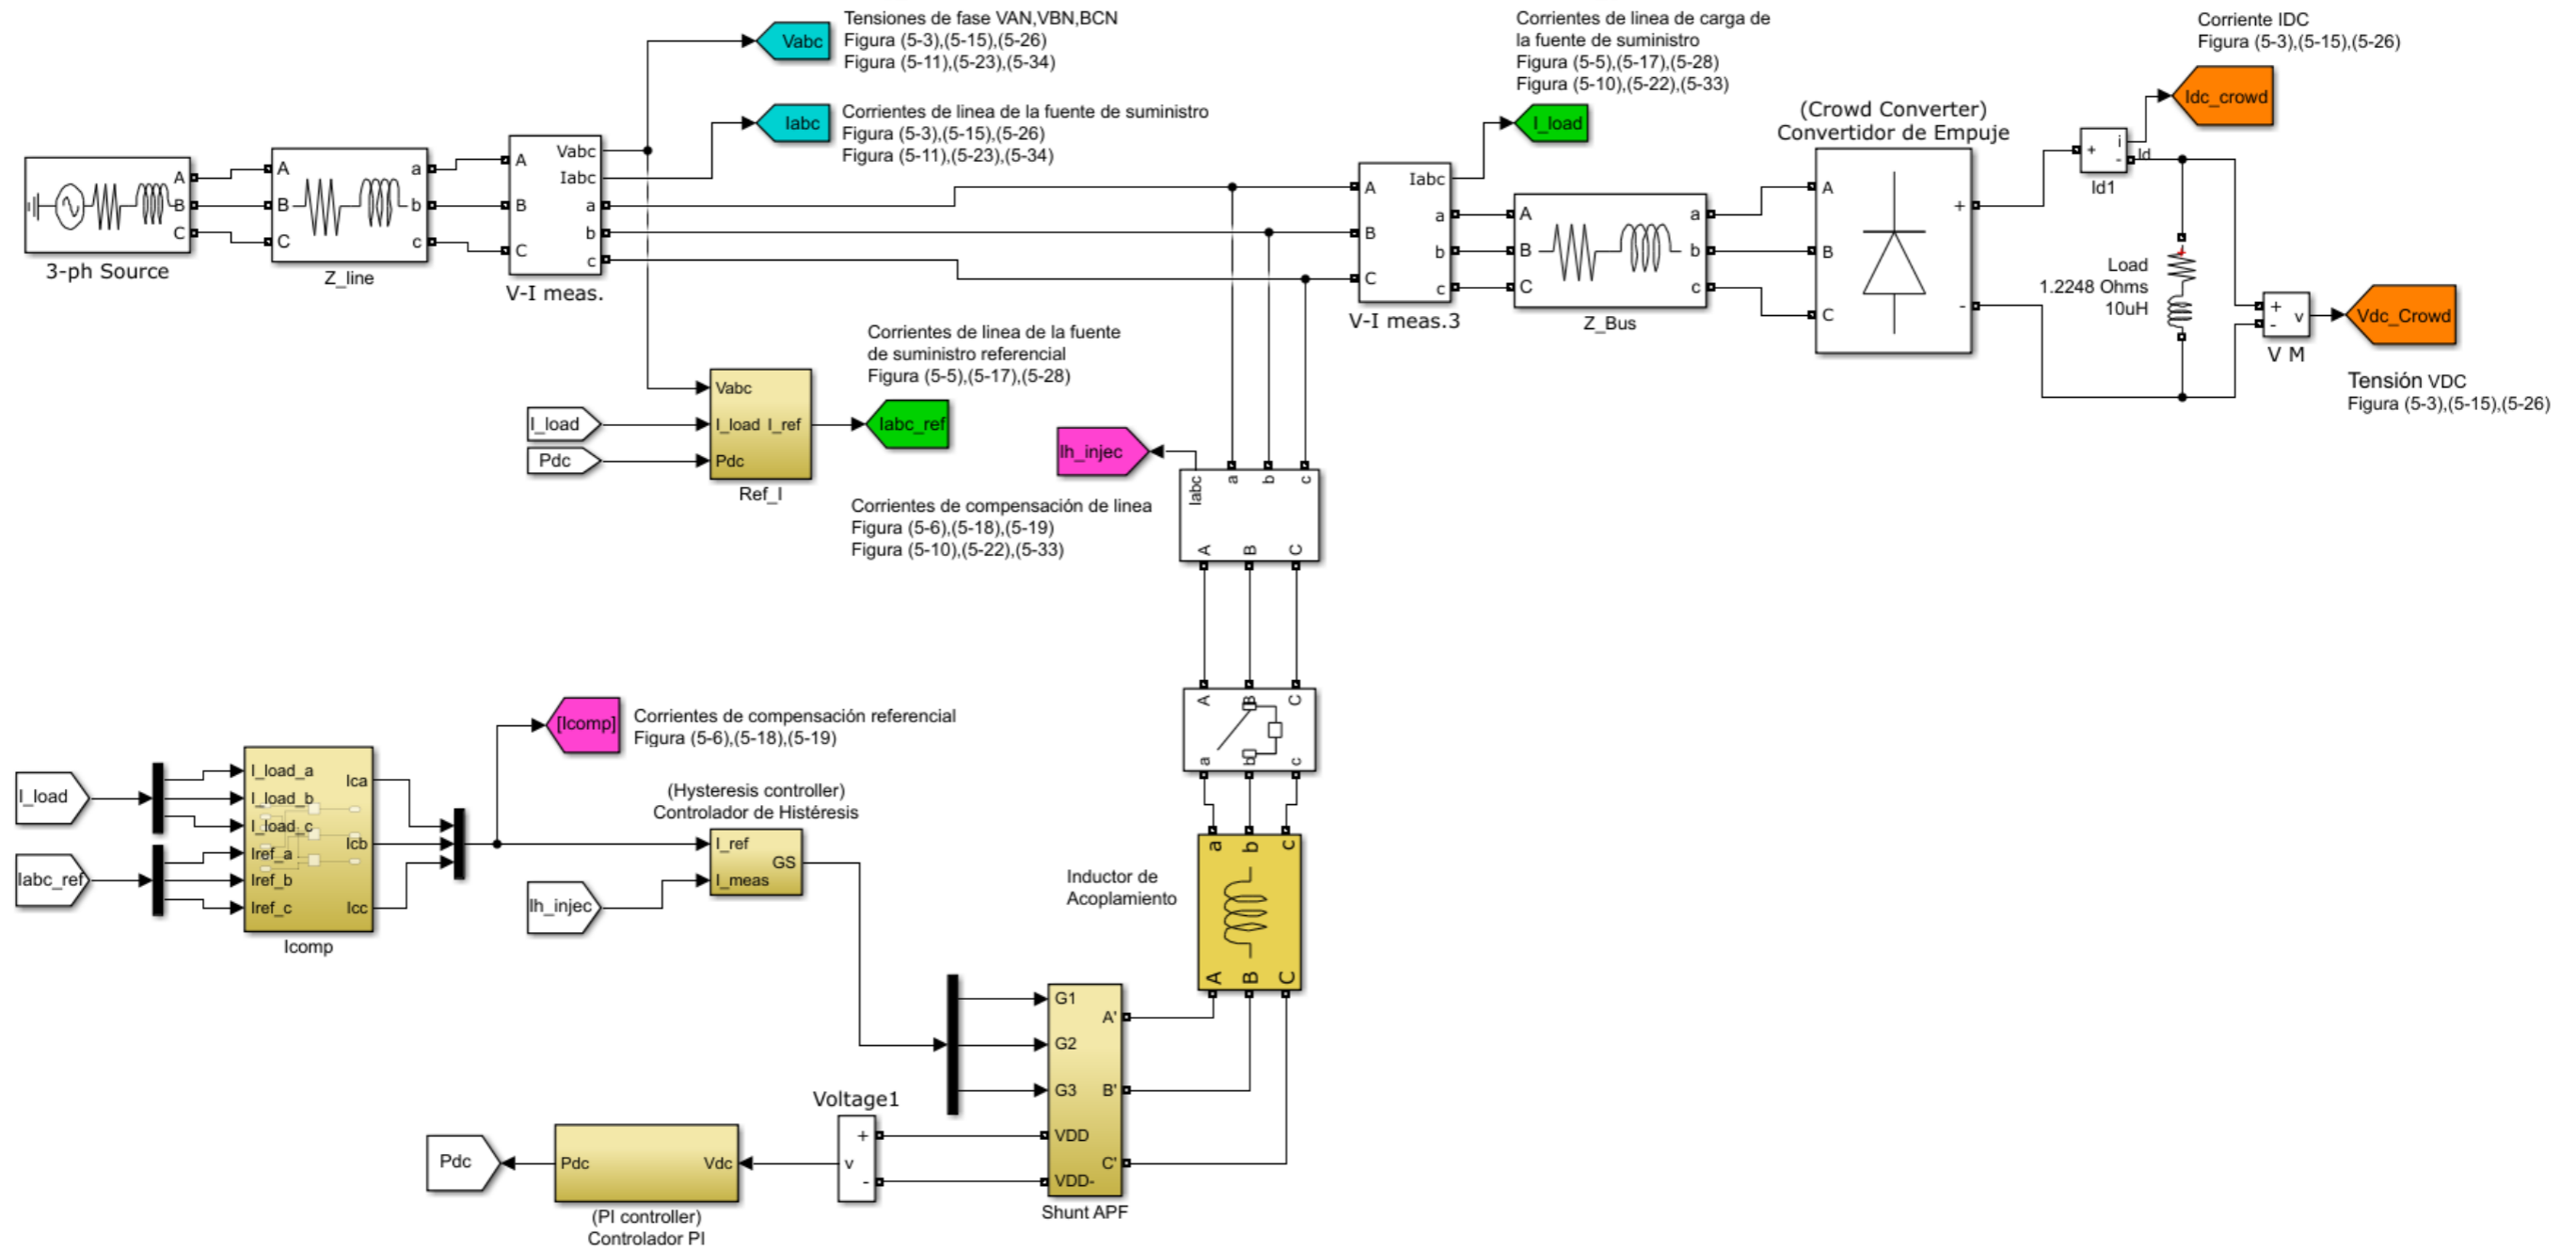 Tensiones de fase VAN,VBN,BCN
Figura (5-3),(5-15),(5-26)
Figura (5-11),(5-23),(5-34)
Vabc
Corrientes de linea de la fuente de suministro
Figura (5-3),(5-15),(5-26)
Figura (5-11),(5-23),(5-34)
Iabc
Corrientes de linea de carga de
la fuente de suministro
Figura (5-5),(5-17),(5-28)
Figura (5-10),(5-22),(5-33)
I_load
Corriente IDC
Figura (5-3),(5-15),(5-26)
Idc_crowd
(Crowd Converter)
Convertidor de Empuje
A
B
C
3-ph Source
A
B
C
a
b
c
Z_line
A
B
C
Vabc
Iabc
a
b
c
V-I meas.
A
B
C
Iabc
a
b
c
V-I meas.3
A
B
C
a
b
c
Z_Bus
A
B
C
+
-
+
i
-
Id
Id1
Load
1.2248 Ohms
10uH
+
-
v
V M
Vdc_Crowd
Tensión VDC
Figura (5-3),(5-15),(5-26)
Corrientes de linea de la fuente
de suministro referencial
Figura (5-5),(5-17),(5-28)
I_load
Pdc
Vabc
I_load
I_ref
Pdc
Ref_I
Iabc_ref
Ih_injec
Corrientes de compensación de linea
Figura (5-6),(5-18),(5-19)
Figura (5-10),(5-22),(5-33)
Iabc
a
b
c
A
B
C
A
B
C
a
b
c
[Icomp]
Corrientes de compensación referencial
Figura (5-6),(5-18),(5-19)
I_load
Iabc_ref
I_load_a
I_load_b
I_load_c
Iref_a
Iref_b
Iref_c
Ica
Icb
Icc
Icomp
(Hysteresis controller)
Controlador de Histéresis
I_ref
I_meas
GS
Ih_injec
Inductor de
Acoplamiento
a
b
c
A
B
C
G1
G2
G3
VDD
VDD-
A'
B'
C'
Shunt APF
Voltage1
+
v
-
Pdc
Pdc
Vdc
(PI controller)
Controlador PI